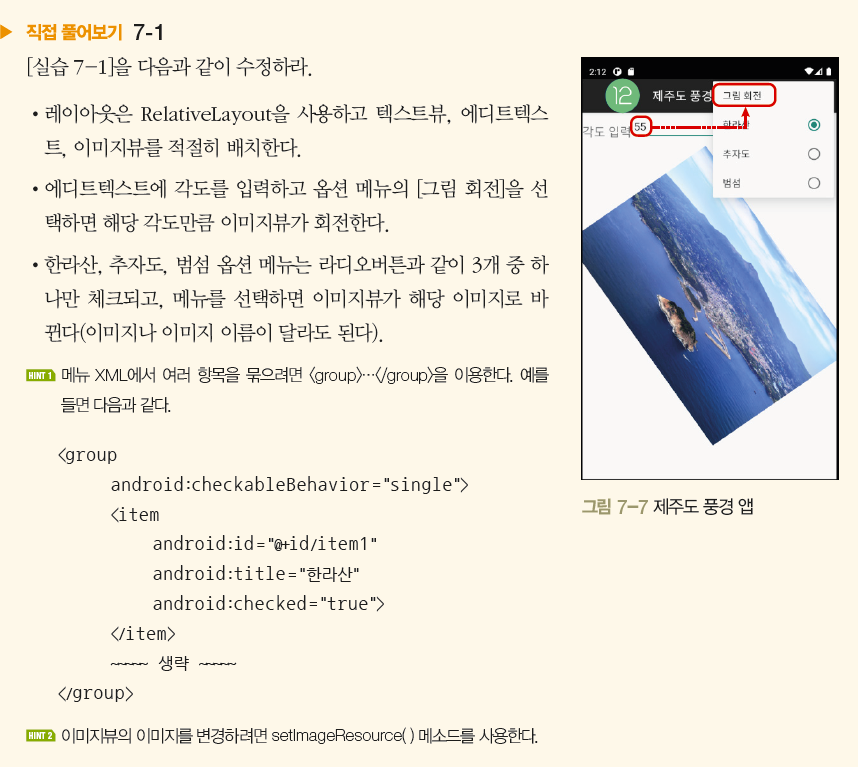 ▶ 직접 풀어보기 7-1
[실습 7-1]을 다음과 같이 수정하라.
• 레이아웃은 RelativeLayout을 사용하고 텍스트뷰, 에디트텍스
트, 이미지뷰를 적절히 배치한다.
• 에디트텍스트에 각도를 입력하고 옵션 메뉴의 [그림 회전]을 선
택하면 해당 각도만큼 이미지뷰가 회전한다.
• 한라산, 추자도, 범섬 옵션 메뉴는 라디오버튼과 같이 3개 중 하
나만 체크되고, 메뉴를 선택하면 이미지뷰가 해당 이미지로 바
뀐다(이미지나 이미지 이름이 달라도 된다).
HINT 1 메뉴 XML에서 여러 항목을 묶으려면 〈group〉…〈/group〉을 이용한다. 예를
들면 다음과 같다.
<group
android:checkableBehavior="single">
<item
android:id="@+id/item1"
android:title="한라산"
android:checked="true">
</item>
~~~~~ 생략 ~~~~~
</group>
HINT 2 이미지뷰의 이미지를 변경하려면 setImageResource( ) 메소드를 사용한다.
2:12
12 제주도 풍경
그림 회전
각도 입력 55
한라산
추자도
범섬
그림 7-7 제주도 풍경 앱